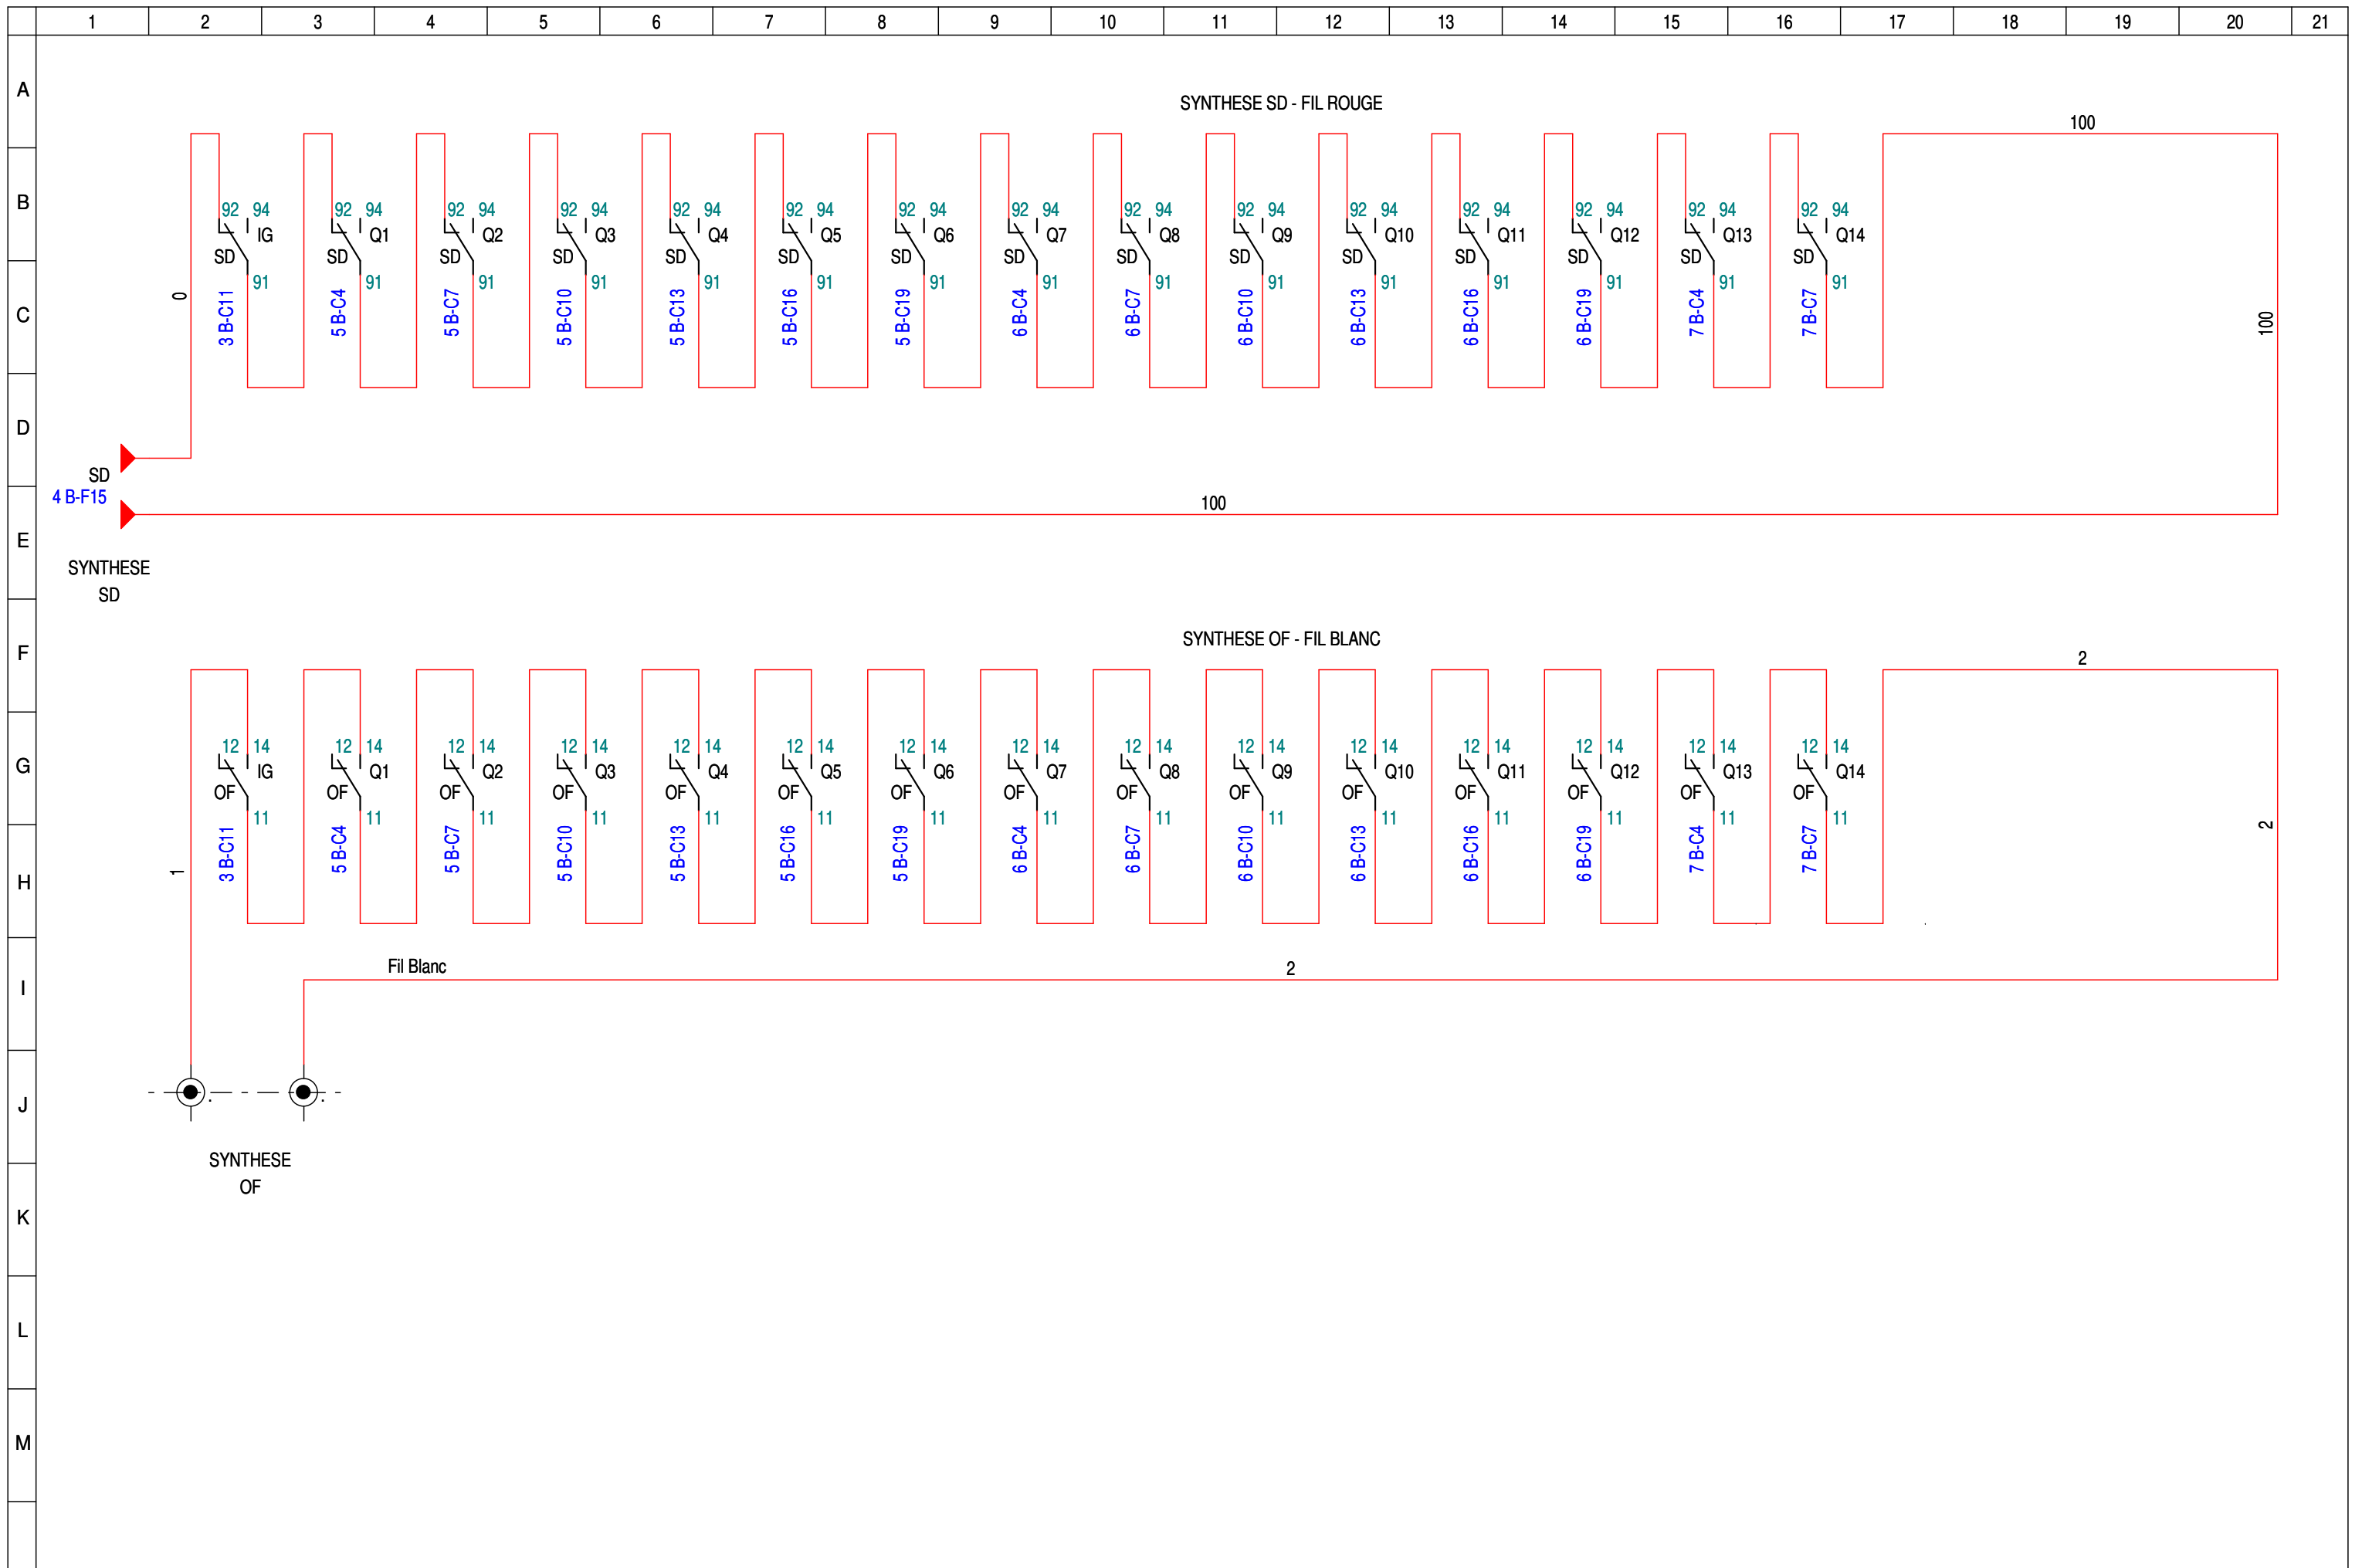 1 2 3 4 5 6 7 8 9 10 11 12 13 14 15 16 17 18 19 20 21
A
SYNTHESE SD - FIL ROUGE
100
B
92 94 92 94 92 94 92 94 92 94 92 94 92 94 92 94 92 94 92 94 92 94 92 94 92 94 92 94 92 94
IG Q1 Q2 Q3 Q4 Q5 Q6 Q7 Q8 Q9 Q10 Q11 Q12 Q13 Q14
SD SD SD SD SD SD SD SD SD SD SD SD SD SD SD
91 91 91 91 91 91 91 91 91 91 91 91 91 91 91
C
0 3 B-C11 5 B-C4 5 B-C7 5 B-C10 5 B-C13 5 B-C16 5 B-C19 6 B-C4 6 B-C7 6 B-C10 6 B-C13 6 B-C16 6 B-C19 7 B-C4 7 B-C7 100
D
SD
4 B-F15
100
E
SYNTHESE
SD
F
SYNTHESE OF - FIL BLANC
2
12 14 12 14 12 14 12 14 12 14 12 14 12 14 12 14 12 14 12 14 12 14 12 14 12 14 12 14 12 14
G
IG Q1 Q2 Q3 Q4 Q5 Q6 Q7 Q8 Q9 Q10 Q11 Q12 Q13 Q14
OF OF OF OF OF OF OF OF OF OF OF OF OF OF OF
11 11 11 11 11 11 11 11 11 11 11 11 11 11 11
H
1 3 B-C11 5 B-C4 5 B-C7 5 B-C10 5 B-C13 5 B-C16 5 B-C19 6 B-C4 6 B-C7 6 B-C10 6 B-C13 6 B-C16 6 B-C19 7 B-C4 7 B-C7 2
Fil Blanc 2
I
J
SYNTHESE
OF
K
L
M